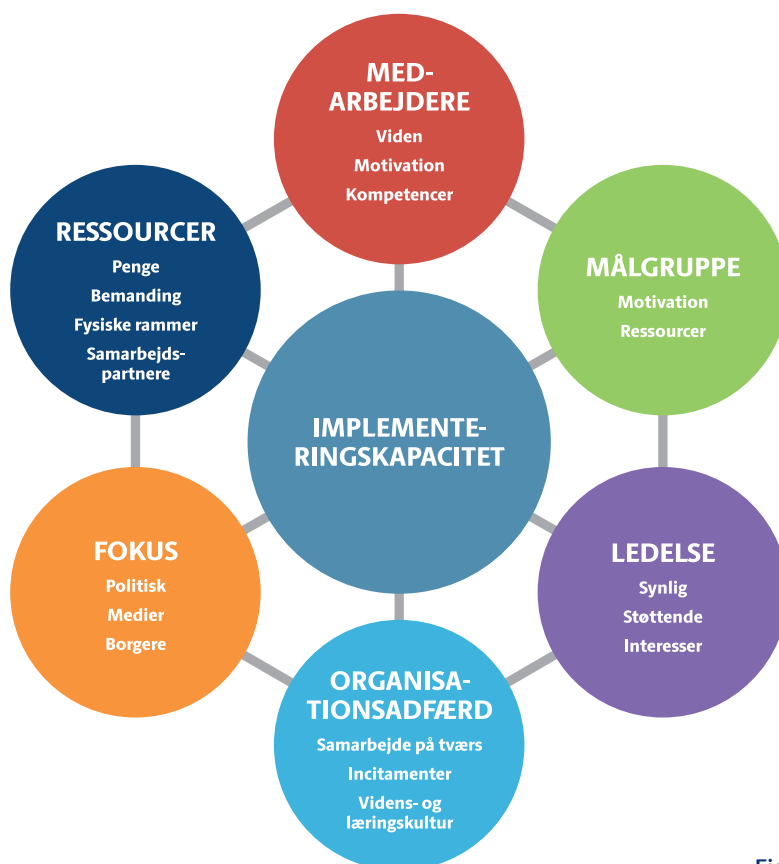 MED-
ARBEJDERE
Viden
Motivation
Kompetencer
RESSOURCER
Penge
Bemanding
Fysiske rammer
Samarbejds-
partnere
MÅLGRUPPE
Motivation
Ressourcer
IMPLEMENTE-
RINGSKAPACITET
FOKUS
Politisk
Medier
Borgere
LEDELSE
Synlig
Støttende
Interesser
ORGANISA-
TIONSADFÆRD
Samarbejde på tværs
Incitamenter
Videns- og
læringskultur